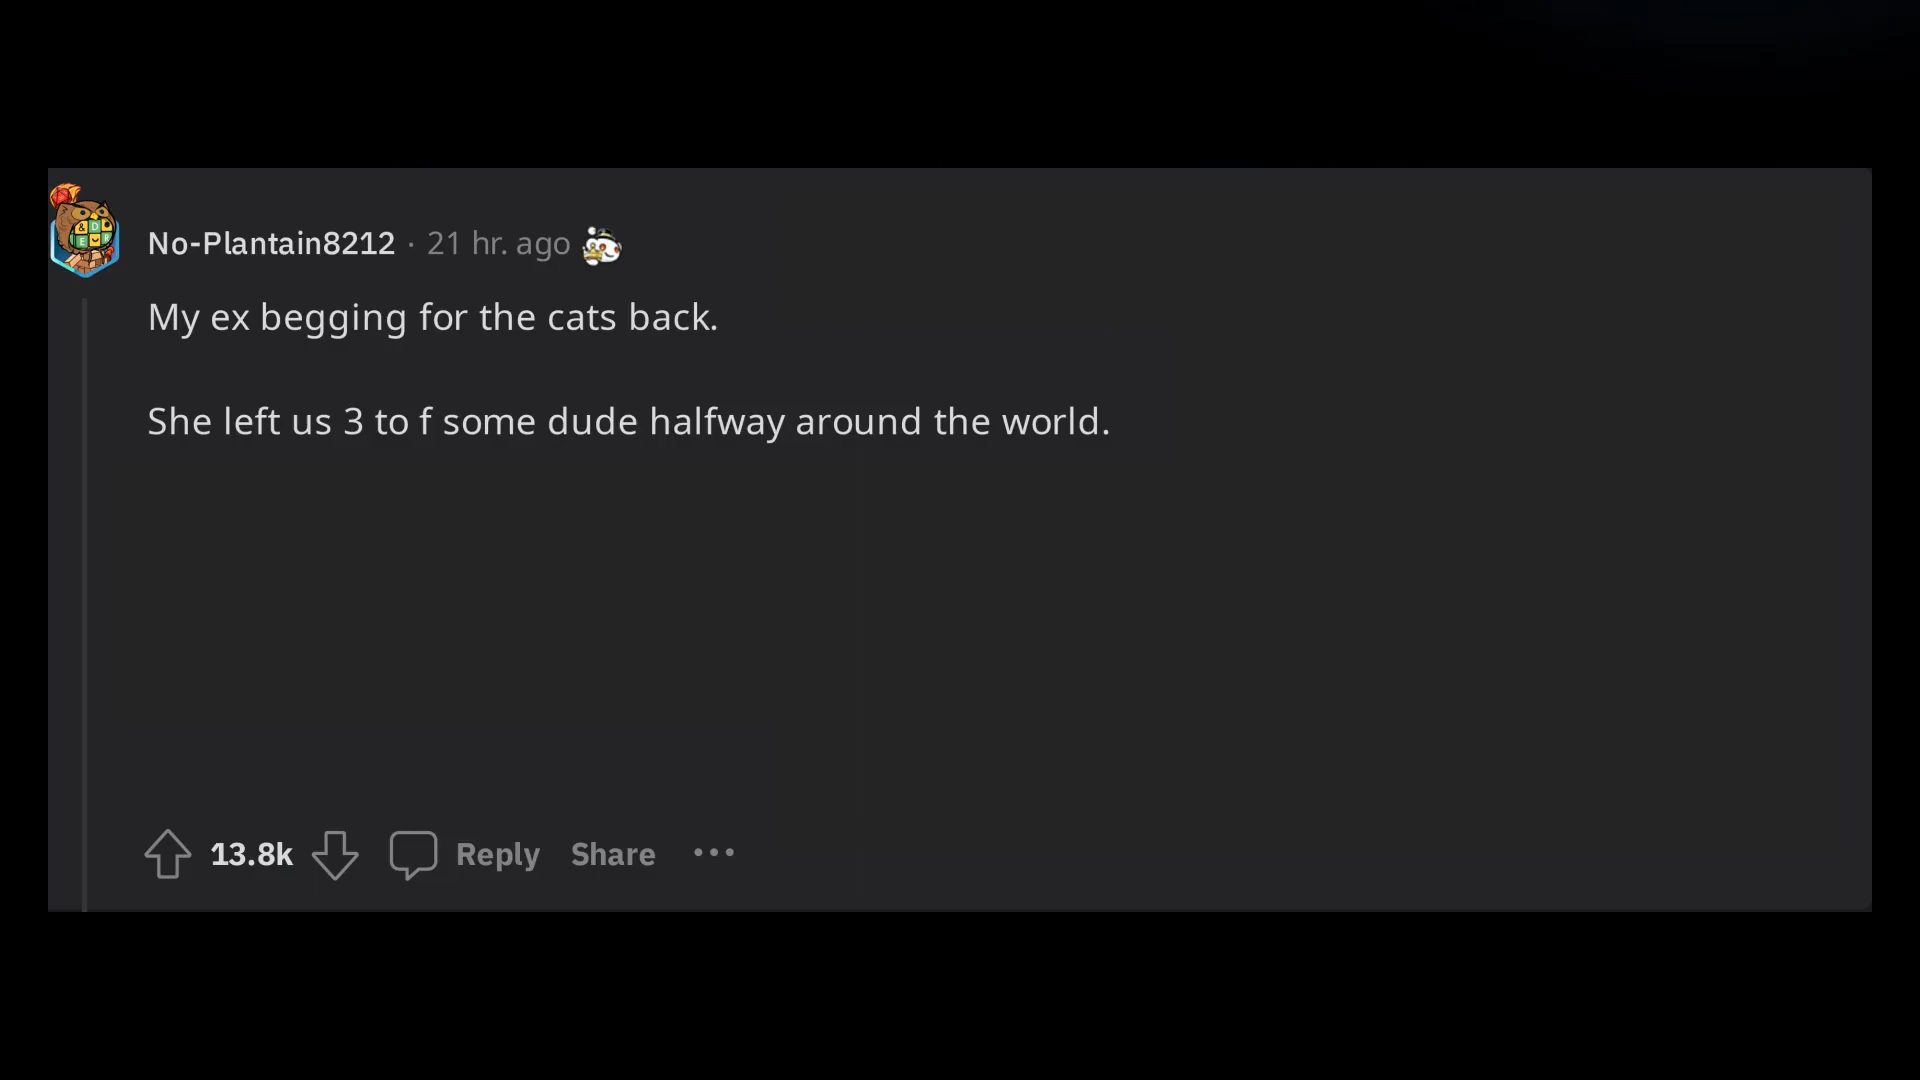 No-Plantain8212 · 21 hr. ago
My ex begging for the cats back.
She left us 3 to f some dude halfway around the world.
13.8k Reply Share ···